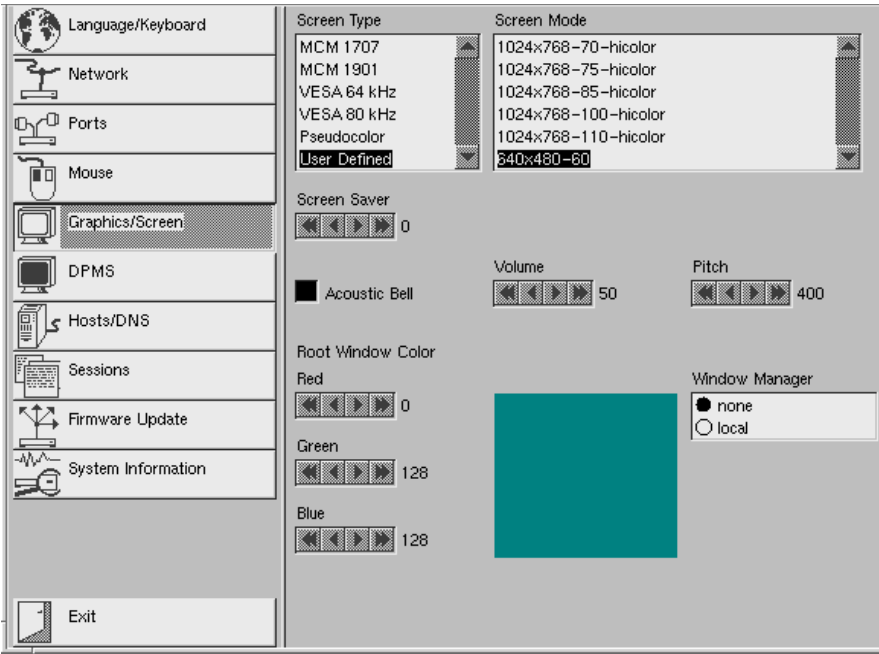 Language/Keyboard
Network
Ports
Mouse
Graphics/Screen
DPMS
Hosts/DNS
Sessions
Firmware Update
System Information
Exit
Screen Type
MCM 1707
MCM 1901
VESA 64 kHz
VESA 80 kHz
Pseudocolor
User Defined
Screen Mode
1024x768-70-hicolor
1024x768-75-hicolor
1024x768-85-hicolor
1024x768-100-hicolor
1024x768-110-hicolor
640x480-60
Screen Saver
0
Acoustic Bell
Volume
50
Pitch
400
Root Window Color
Red
0
Green
128
Blue
128
Window Manager
none
local